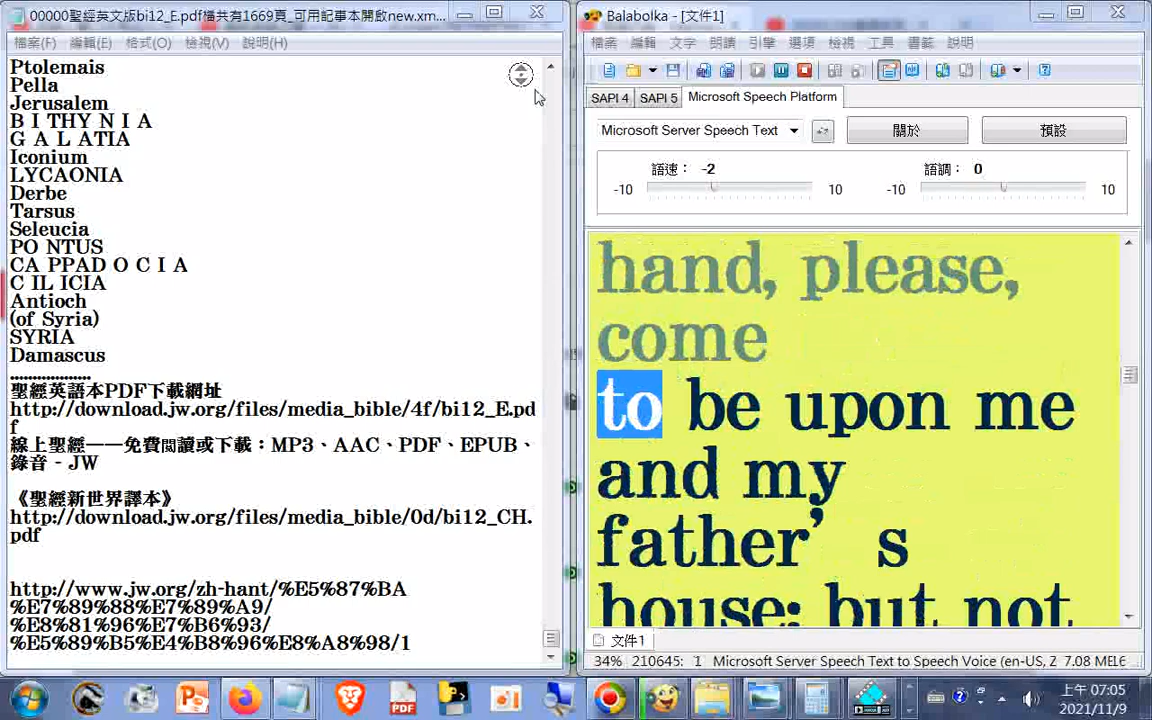 00000聖經英文版bi12_E.pdf檔共有1669頁_可用記事本開啟new.xm...
檔案(F) 編輯(E) 格式(O) 檢視(V) 說明(H)
Ptolemais
Pella
Jerusalem
B I THY N I A
G A L A TIA
Iconium
LYCAONIA
Derbe
Tarsus
Seleucia
PO NTUS
CA PPAD O C I A
C IL ICIA
Antioch
(of Syria)
SYRIA
Damascus
..................
聖經英語本PDF下載網址
http://download.jw.org/files/media_bible/4f/bi12_E.pd
f
線上聖經——免費閱讀或下載：MP3、AAC、PDF、EPUB、
錄音 - JW
《聖經新世界譯本》
http://download.jw.org/files/media_bible/0d/bi12_CH.
pdf
http://www.jw.org/zh-hant/%E5%87%BA
%E7%89%88%E7%89%A9/
%E8%81%96%E7%B6%93/
%E5%89%B5%E4%B8%96%E8%A8%98/1
Balabolka - [文件1]
檔案 編輯 文字 朗讀 引擎 選項 檢視 工具 書籤 說明
SAPI 4 SAPI 5 Microsoft Speech Platform
Microsoft Server Speech Text 關於 預設
語速： -2 語調： 0
-10 10 -10 10
hand, please,
come
to be upon me
and my
father’ s
house; but not
文件1
34% 210645: 1 Microsoft Server Speech Text to Speech Voice (en-US, Z 7.08 МЕLЕ
PDF
上午 07:05
2021/11/9